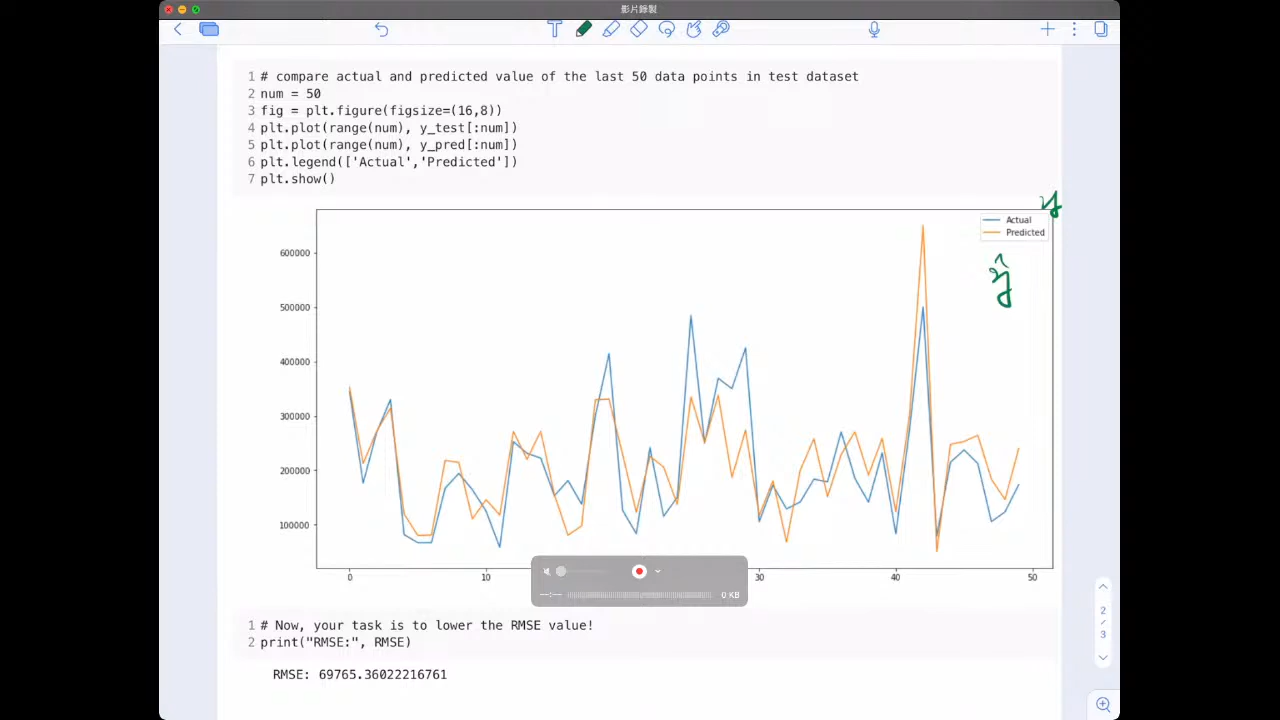 影片錄製
1 # compare actual and predicted value of the last 50 data points in test dataset
2 num = 50
3 fig = plt.figure(figsize=(16,8))
4 plt.plot(range(num), y_test[:num])
5 plt.plot(range(num), y_pred[:num])
6 plt.legend(['Actual','Predicted'])
7 plt.show()
y
Actual
Predicted
ŷ
600000
500000
400000
300000
200000
100000
0
10
30
40
50
--:--
0 KB
2
/
3
1 # Now, your task is to lower the RMSE value!
2 print("RMSE:", RMSE)
RMSE: 69765.36022216761